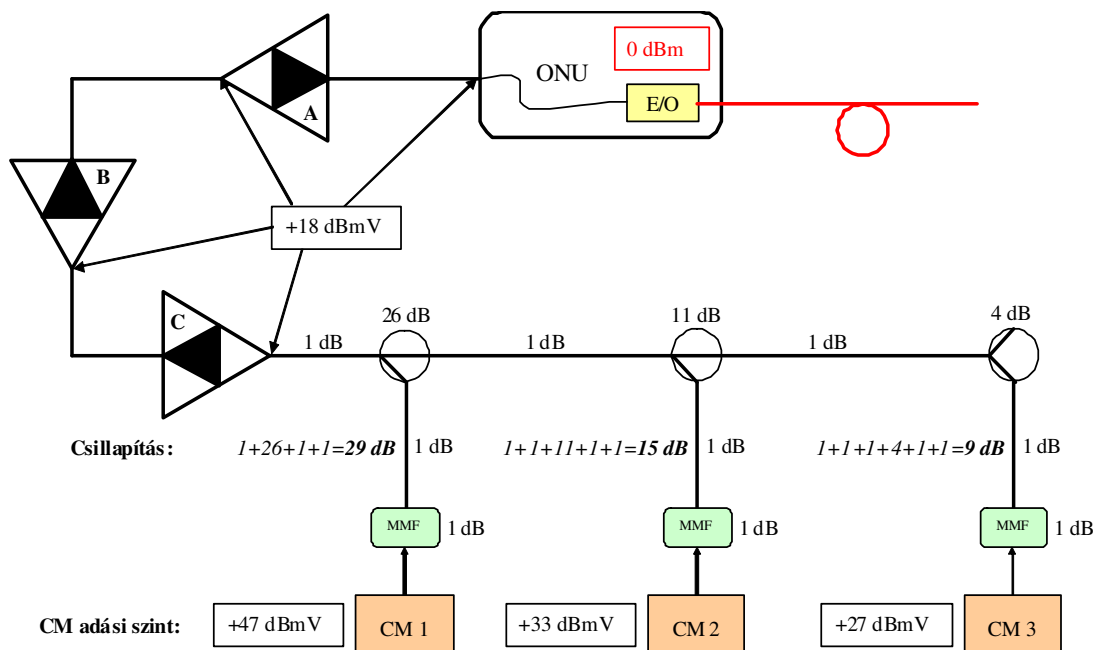 0 dBm
ONU
E/O
A
B
+18 dBmV
C
26 dB
11 dB
4 dB
1 dB
1 dB
1 dB
Csillapítás:
1+26+1+1=29 dB
1 dB
1+1+11+1+1=15 dB
1 dB
1+1+1+4+1+1=9 dB
1 dB
MMF
1 dB
MMF
1 dB
MMF
1 dB
CM adási szint:
+47 dBmV
CM 1
+33 dBmV
CM 2
+27 dBmV
CM 3